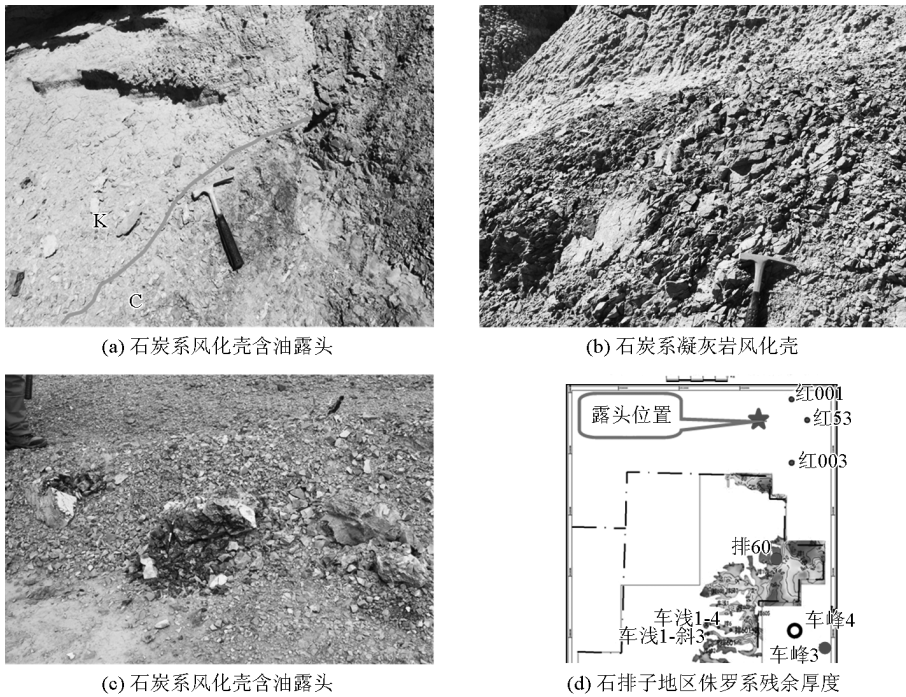 K
C
(a) 石炭系风化壳含油露头
(b) 石炭系凝灰岩风化壳
(c) 石炭系风化壳含油露头
露头位置
红001
红53
红003
排60
车浅1-4
车浅1-斜3
车峰4
车峰3
(d) 石排子地区侏罗系残余厚度